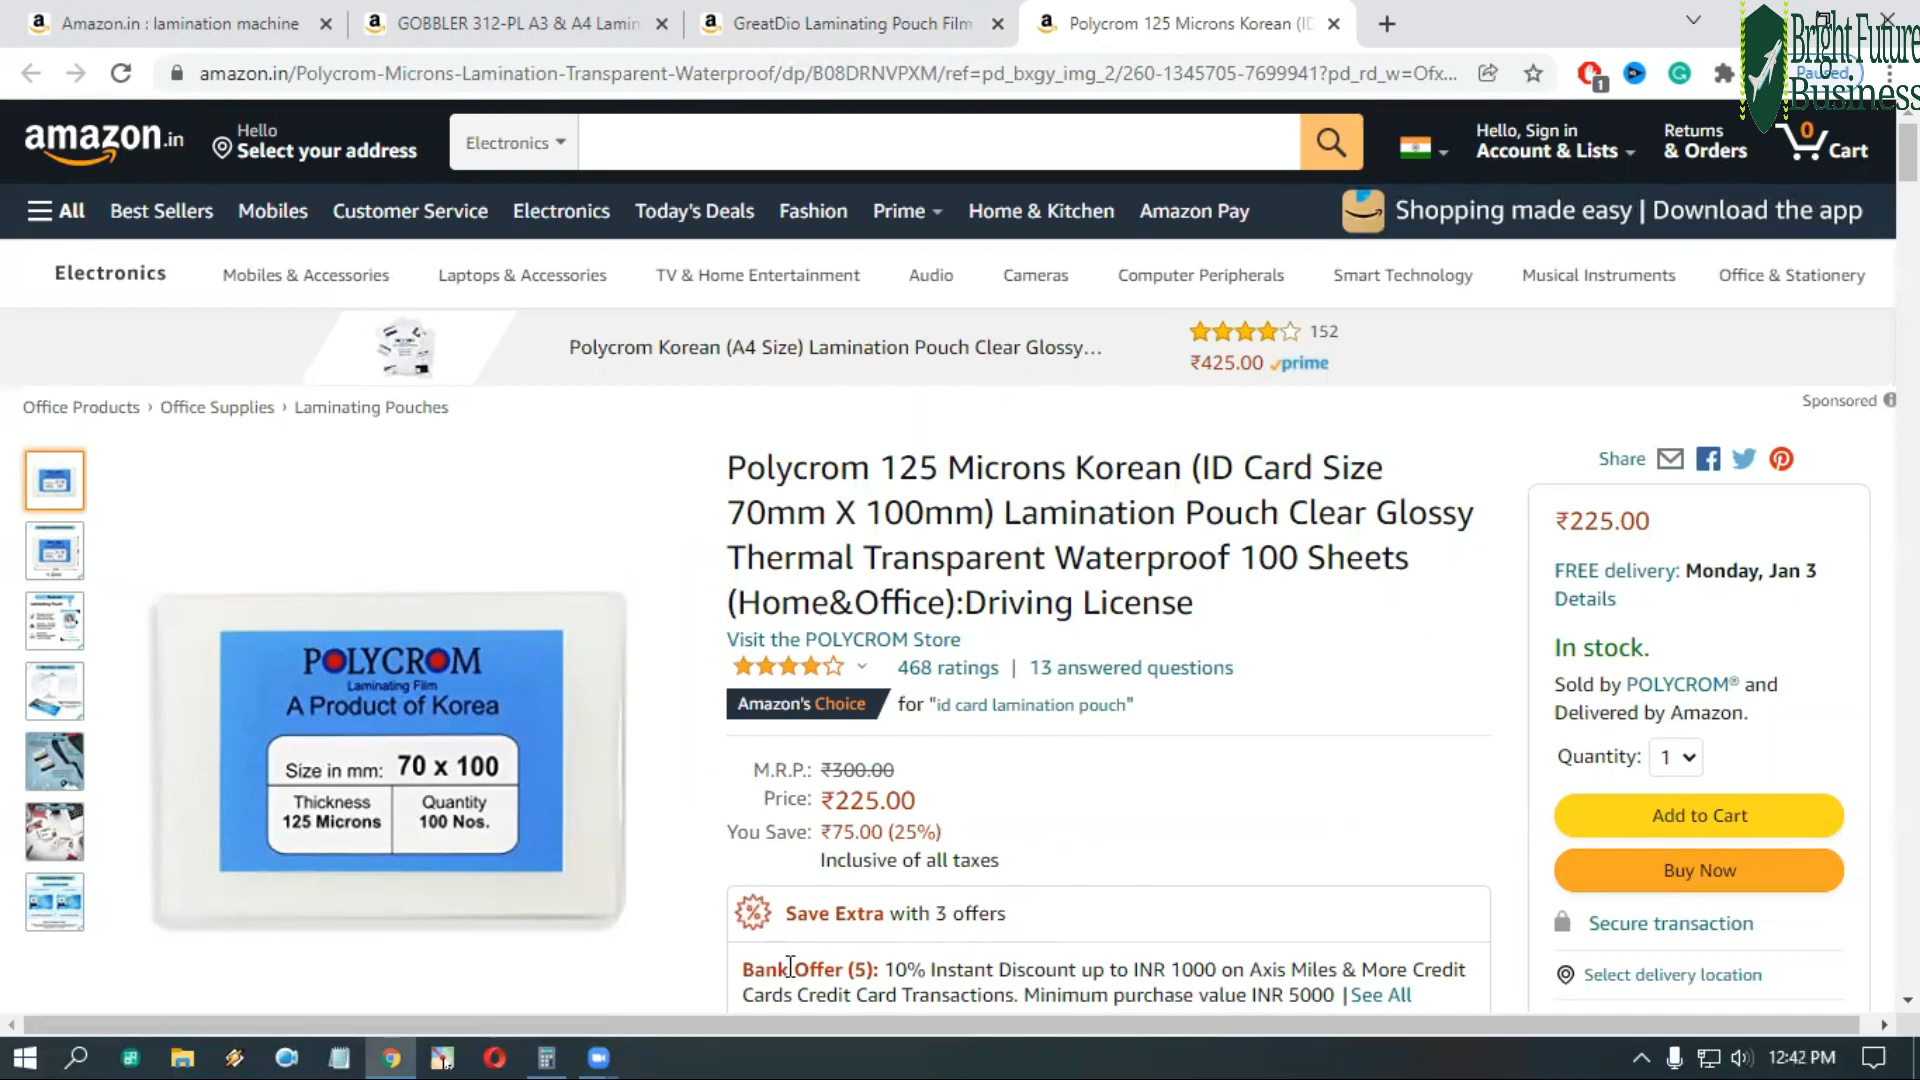 Amazon.in : lamination machine
GOBBLER 312-PL A3 & A4 Lamin
GreatDio Laminating Pouch Film
Polycrom 125 Microns Korean (ID
Bright Future
Business
Paused
amazon.in/Polycrom-Microns-Lamination-Transparent-Waterproof/dp/B08DRNVPXM/ref=pd_bxgy_img_2/260-1345705-7699941?pd_rd_w=Ofx...
1
amazon.in
Hello
Select your address
Electronics
Hello, Sign in
Account & Lists
Returns
& Orders
0
Cart
All
Best Sellers
Mobiles
Customer Service
Electronics
Today's Deals
Fashion
Prime
Home & Kitchen
Amazon Pay
Shopping made easy | Download the app
Electronics
Mobiles & Accessories
Laptops & Accessories
TV & Home Entertainment
Audio
Cameras
Computer Peripherals
Smart Technology
Musical Instruments
Office & Stationery
Polycrom Korean (A4 Size) Lamination Pouch Clear Glossy...
152
₹425.00 prime
Office Products › Office Supplies › Laminating Pouches
Sponsored
Polycrom 125 Microns Korean (ID Card Size
70mm X 100mm) Lamination Pouch Clear Glossy
Thermal Transparent Waterproof 100 Sheets
(Home&Office):Driving License
Visit the POLYCROM Store
468 ratings | 13 answered questions
Amazon's Choice for "id card lamination pouch"
M.R.P.: ₹300.00
Price: ₹225.00
You Save: ₹75.00 (25%)
Inclusive of all taxes
Save Extra with 3 offers
Bank Offer (5): 10% Instant Discount up to INR 1000 on Axis Miles & More Credit
Cards Credit Card Transactions. Minimum purchase value INR 5000 | See All
POLYCROM
Laminating Film
A Product of Korea
Size in mm: 70 x 100
Thickness
125 Microns
Quantity
100 Nos.
Share
₹225.00
FREE delivery: Monday, Jan 3
Details
In stock.
Sold by POLYCROM® and
Delivered by Amazon.
Quantity: 1
Add to Cart
Buy Now
Secure transaction
Select delivery location
12:42 PM